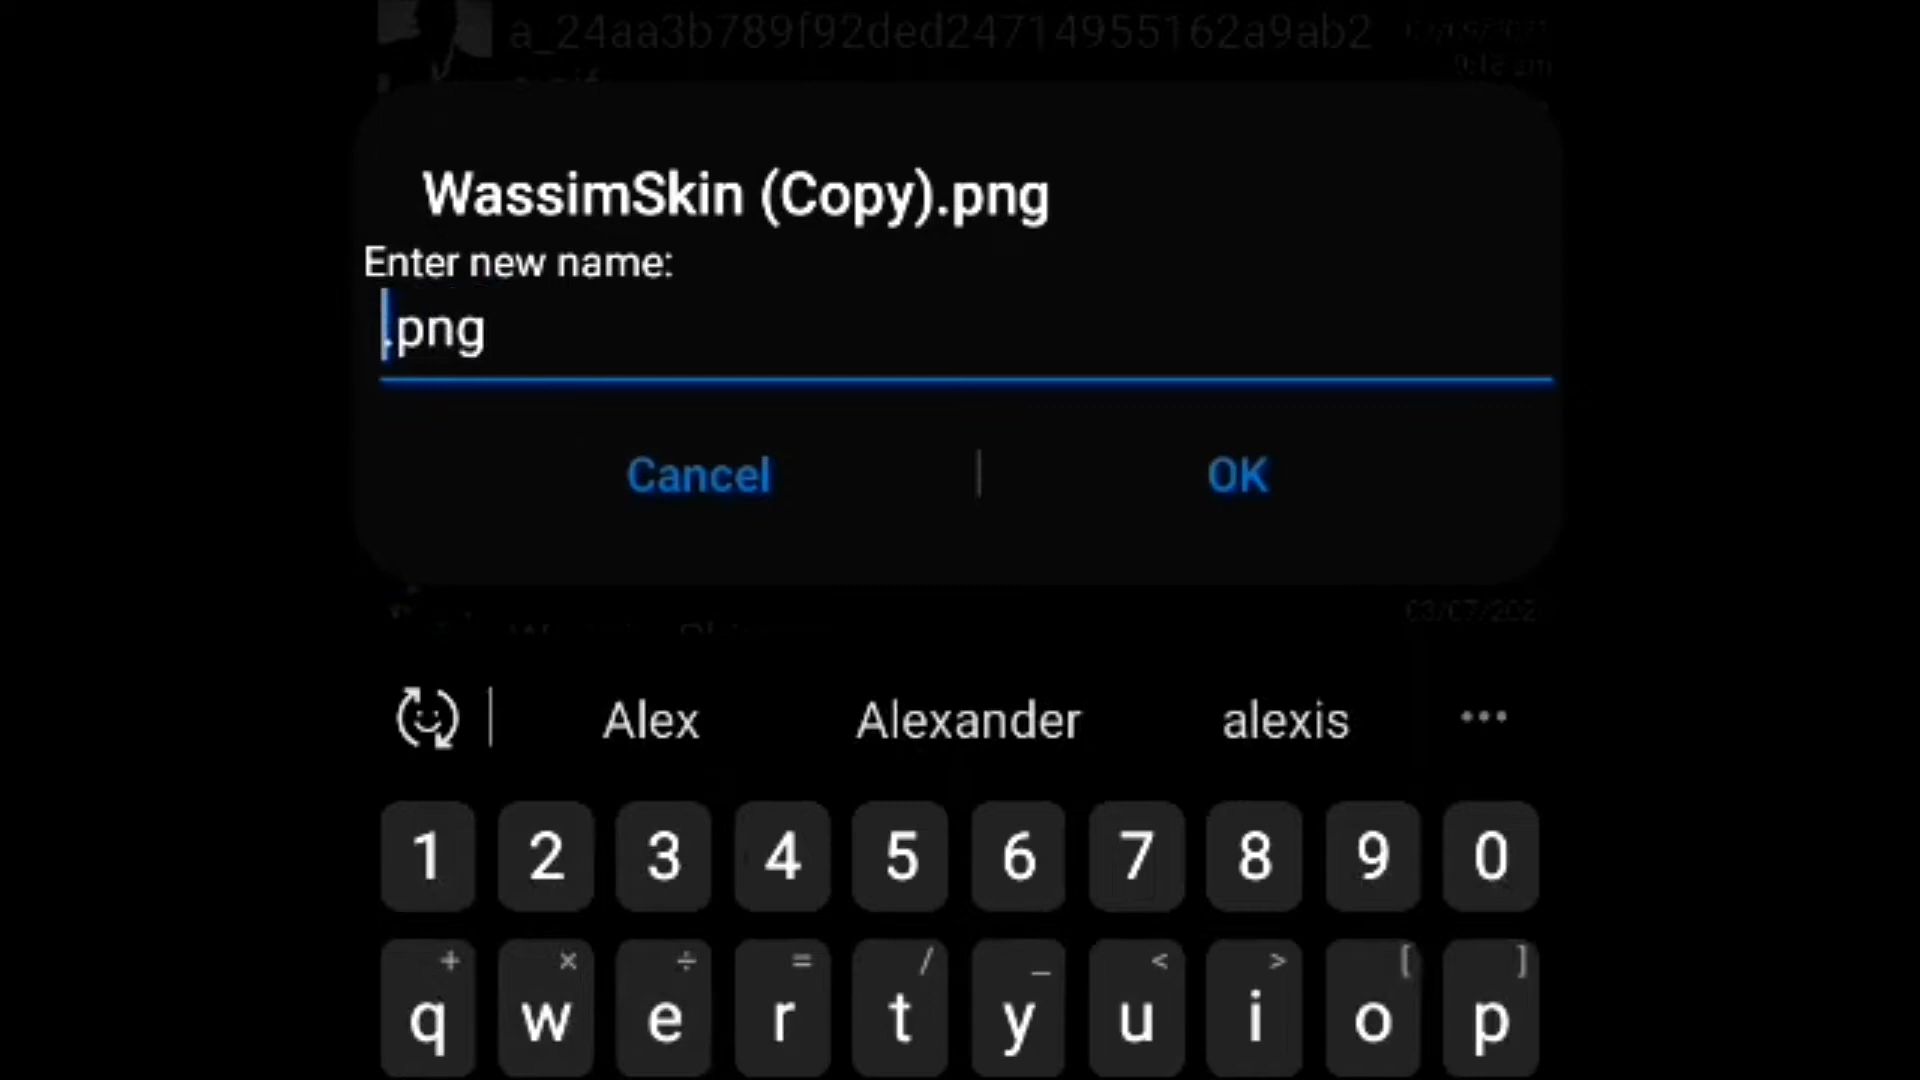 a_24aa3b789f92ded24714955162a9ab2
WassimSkin (Copy).png
Enter new name:
.png
Cancel | OK
Alex Alexander alexis •••
1 2 3 4 5 6 7 8 9 0
+ × ÷ = / _ < > [ ]
q w e r t y u i o p